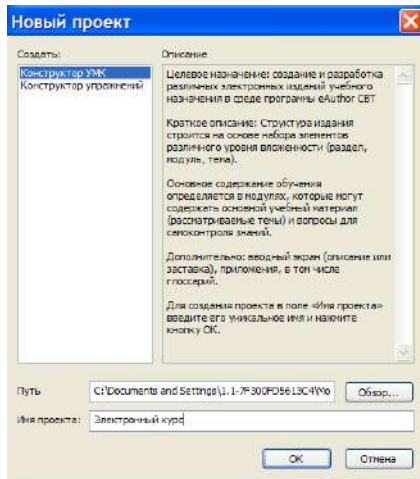 Новый проект
Создать:
Описание
Конструктор УМК
Конструктор упражнений
Целевое назначение: создание и разработка
различных электронных изданий учебного
назначения в среде программы eAuthor CBT
Краткое описание: Структура издания
строится на основе набора элементов
различного уровня вложенности (раздел,
модуль, тема).
Основное содержание обучения
определяется в модулях, которые могут
содержать основной учебный материал
(рассматриваемые темы) и вопросы для
самоконтроля знаний.
Дополнительно: вводный экран (описание или
заставка), приложения, в том числе
глоссарий.
Для создания проекта в поле «Имя проекта»
введите его уникальное имя и нажмите
кнопку ОК.
Путь
C:\Documents and Settings\1.1-7F300FD5613C4\Мо
Обзор...
Имя проекта:
Электронный курс
ОК
Отмена